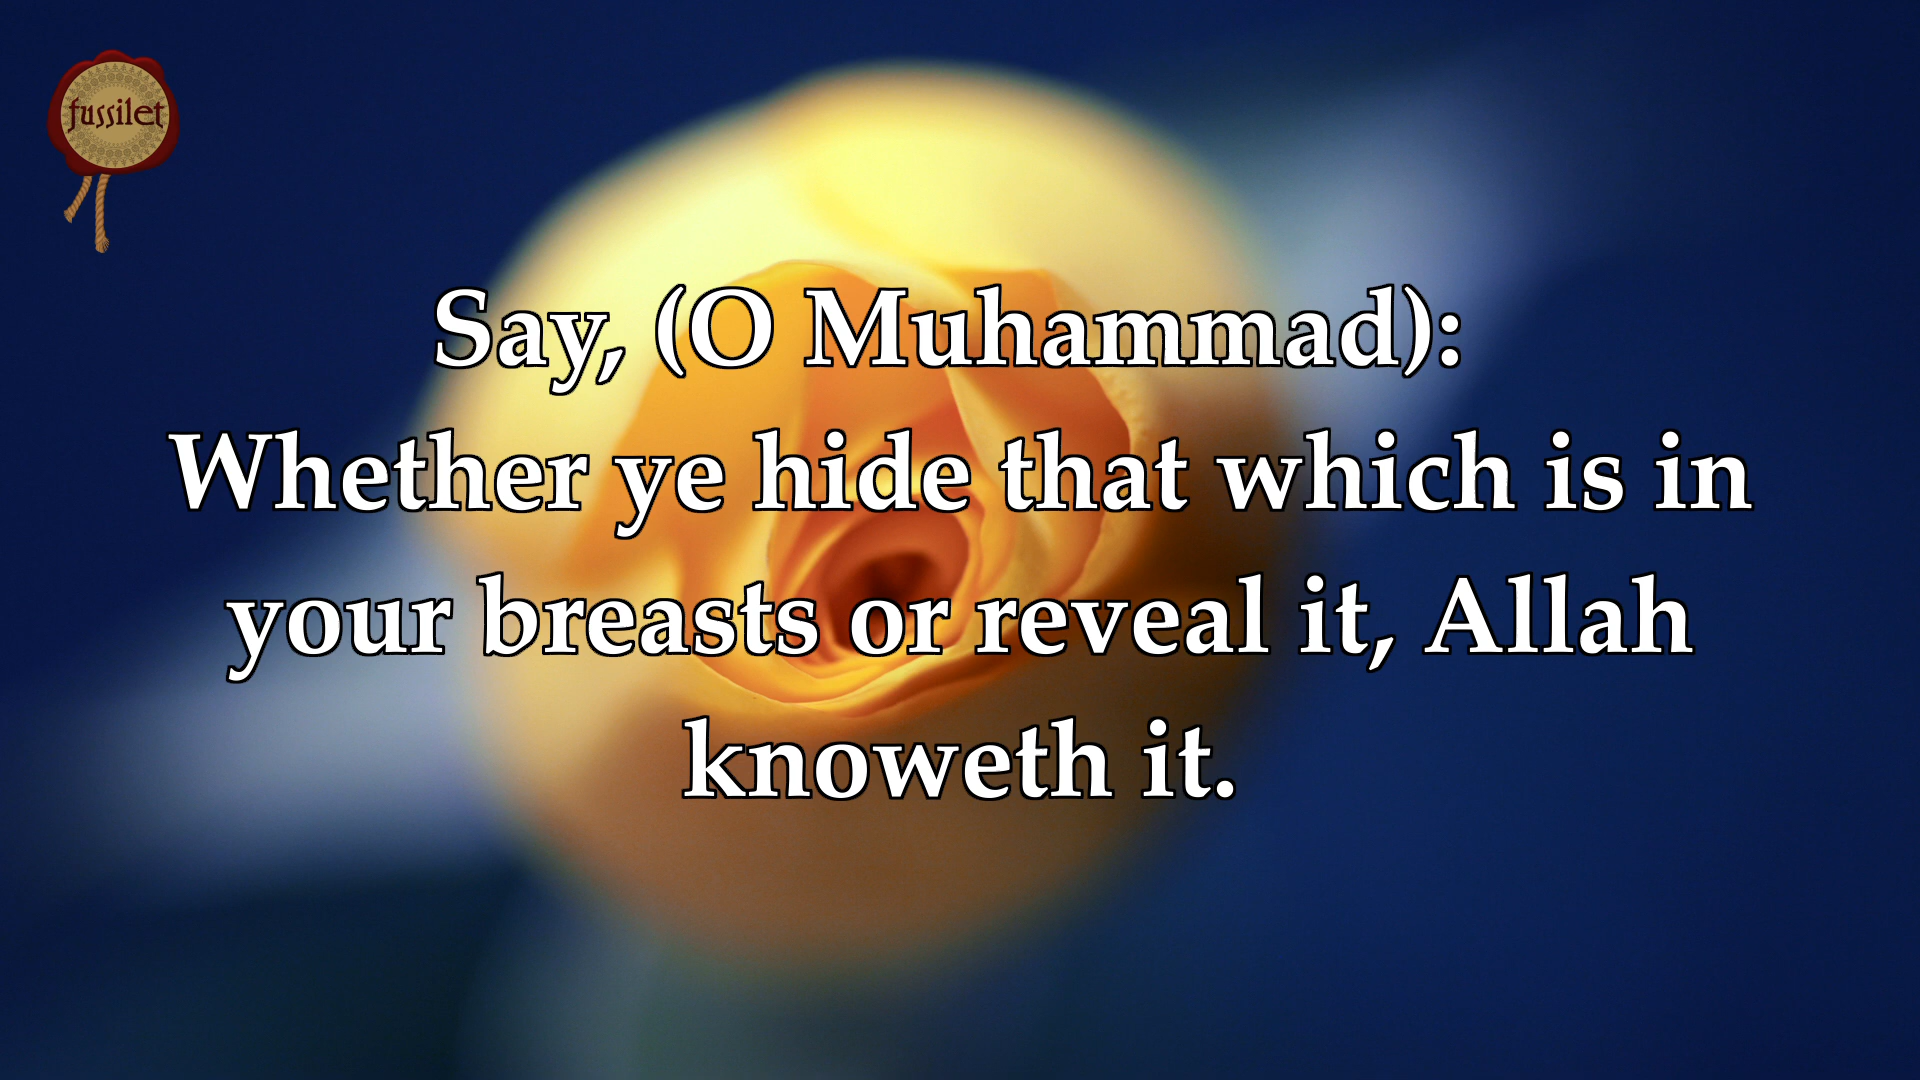 fussilet
Say, (O Muhammad):
Whether ye hide that which is in
your breasts or reveal it, Allah
knoweth it.